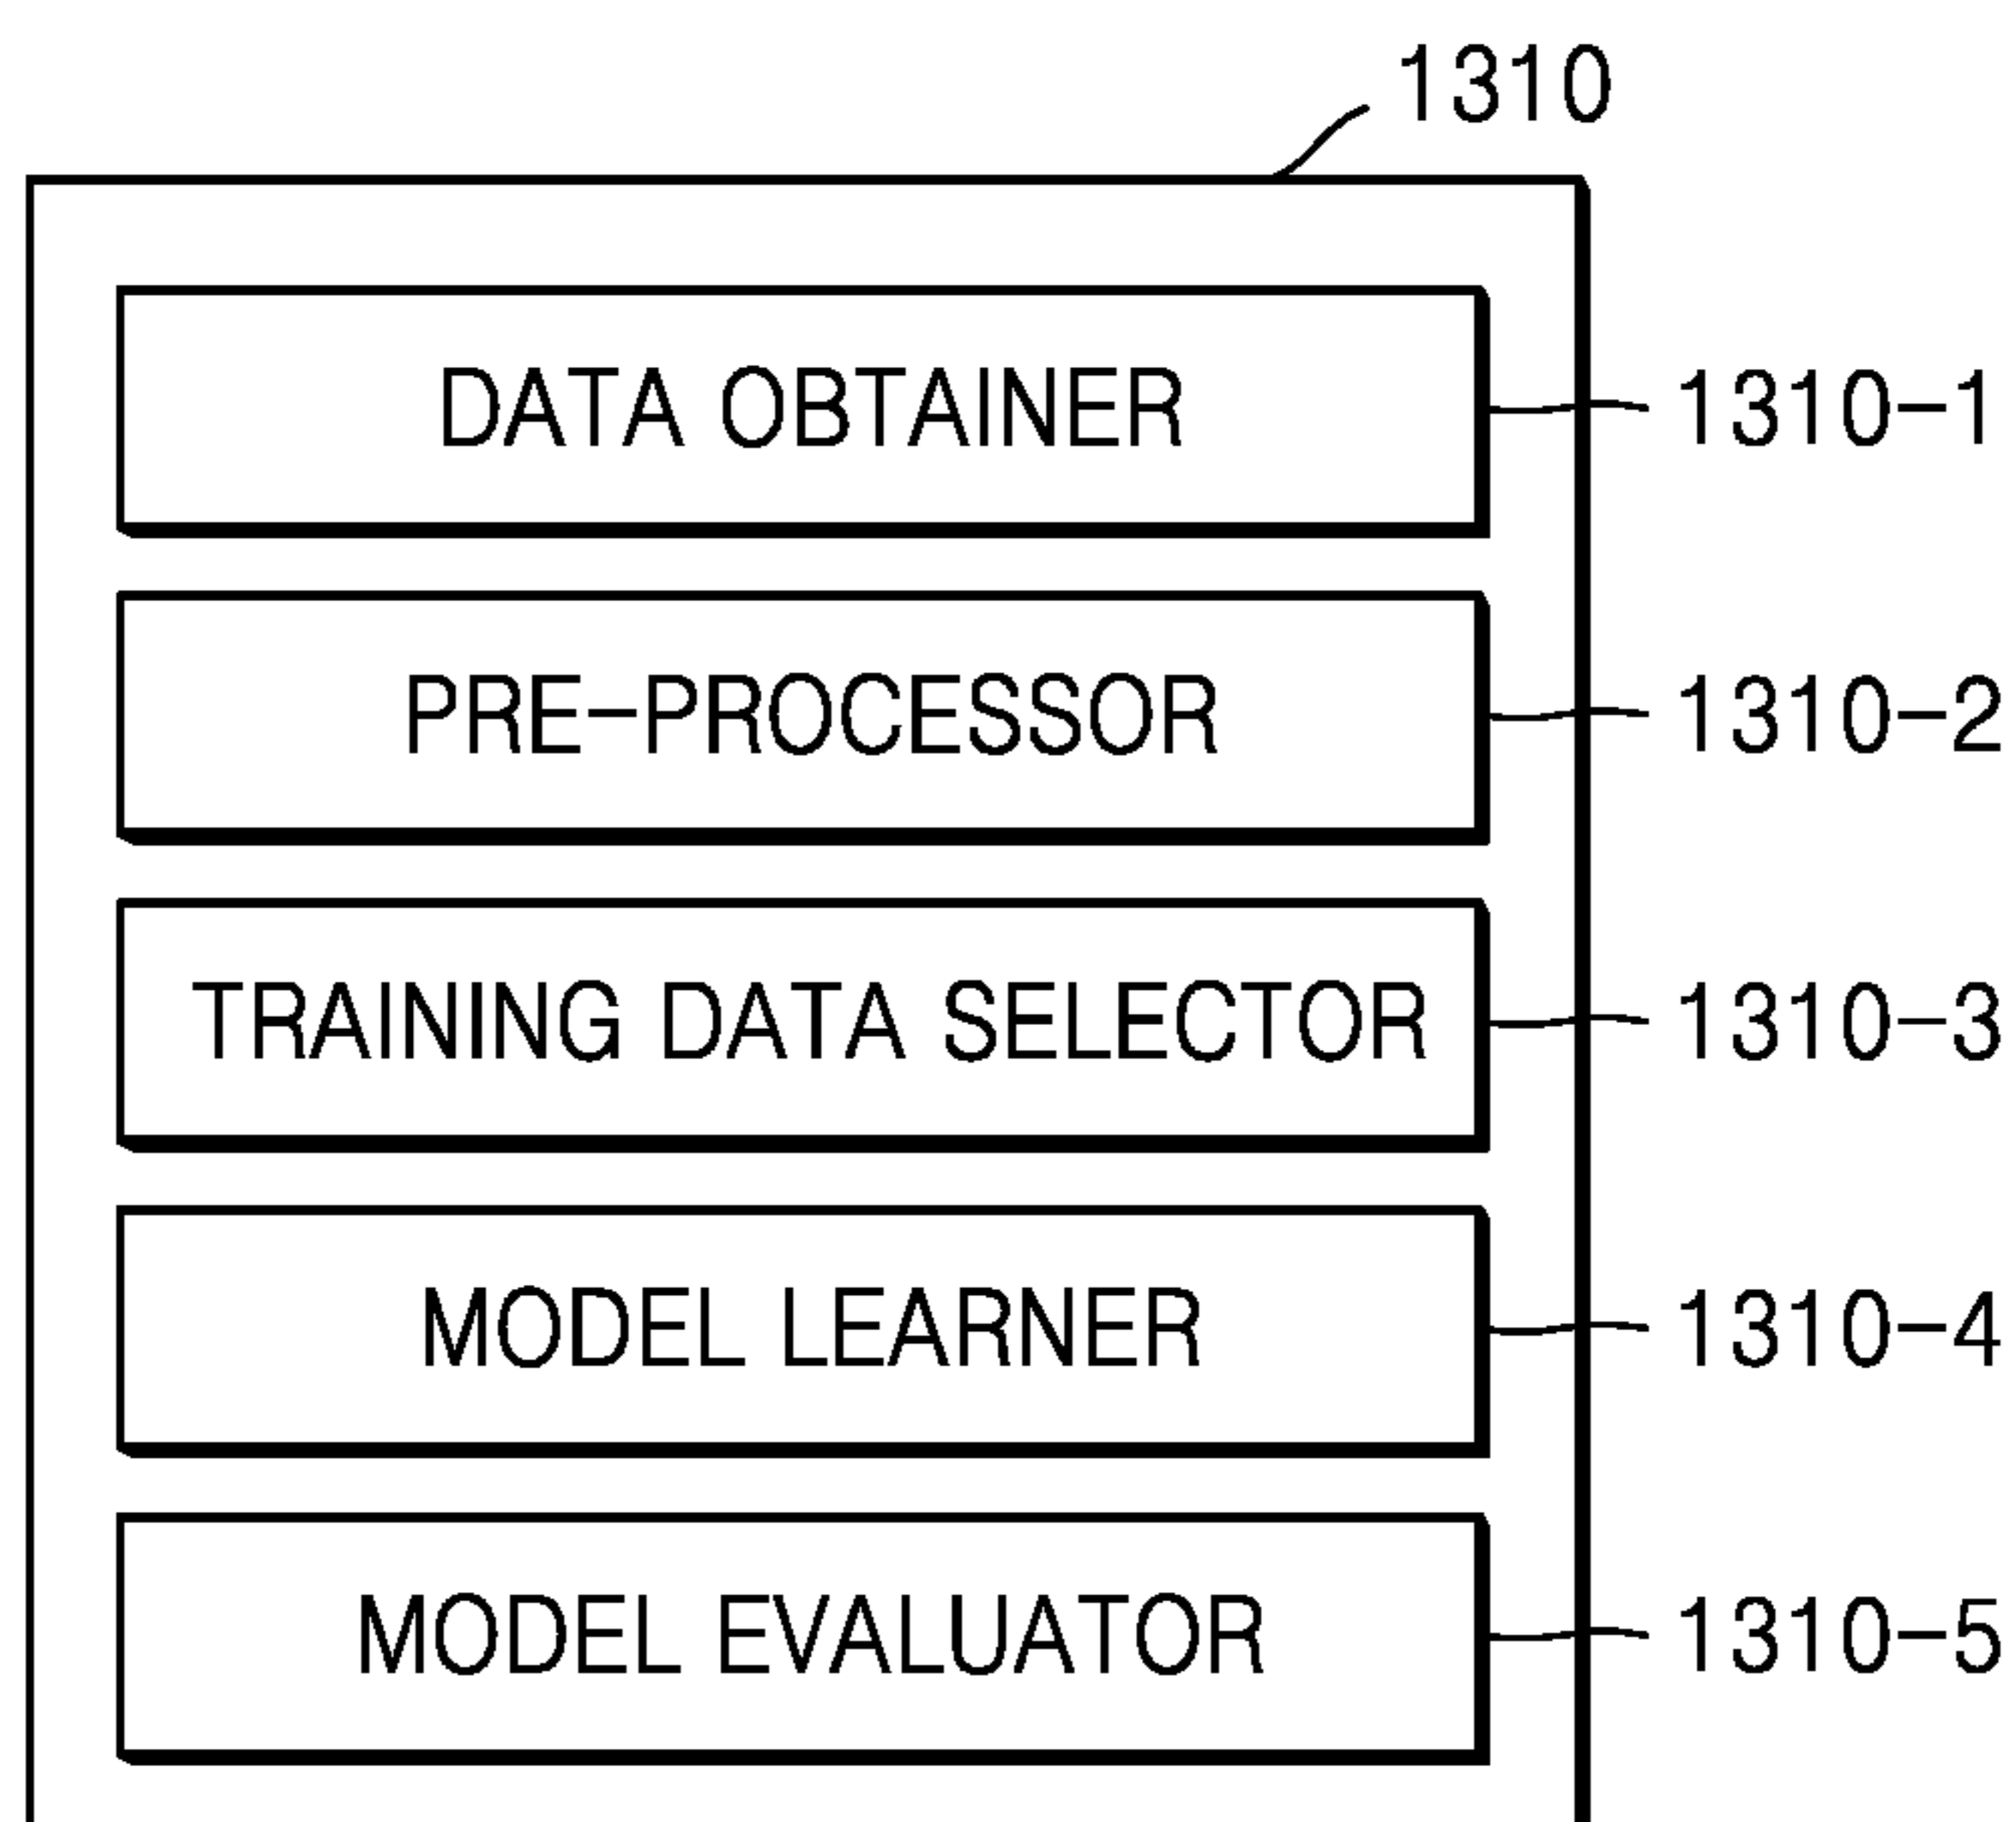 1310
DATA OBTAINER 1310-1
PRE-PROCESSOR 1310-2
TRAINING DATA SELECTOR 1310-3
MODEL LEARNER 1310-4
MODEL EVALUATOR 1310-5